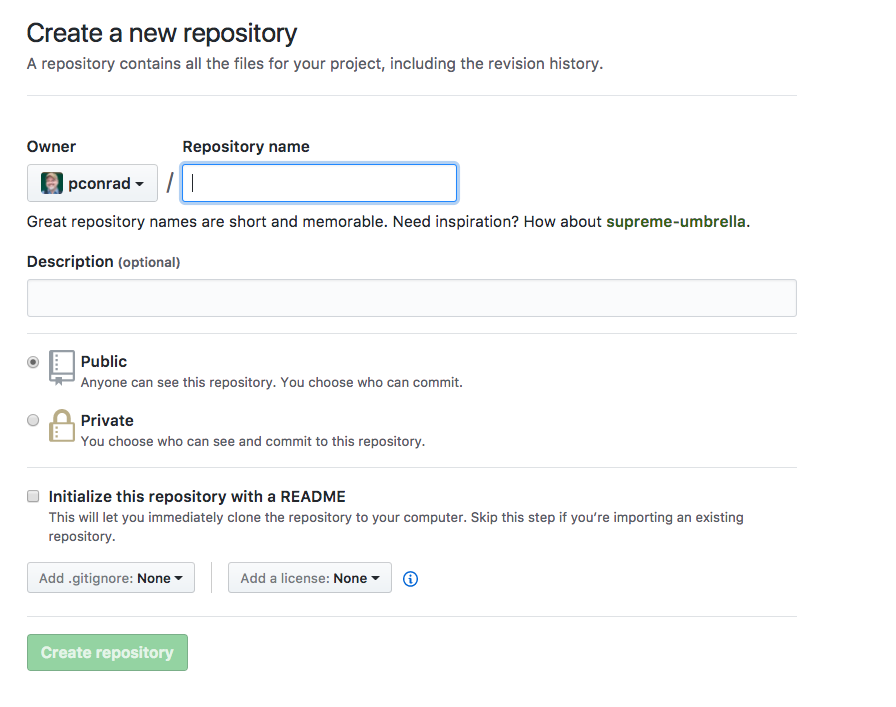 Create a new repository
A repository contains all the files for your project, including the revision history.
Owner
Repository name
pconrad /
Great repository names are short and memorable. Need inspiration? How about supreme-umbrella.
Description (optional)
Public
Anyone can see this repository. You choose who can commit.
Private
You choose who can see and commit to this repository.
Initialize this repository with a README
This will let you immediately clone the repository to your computer. Skip this step if you’re importing an existing
repository.
Add .gitignore: None
Add a license: None
Create repository